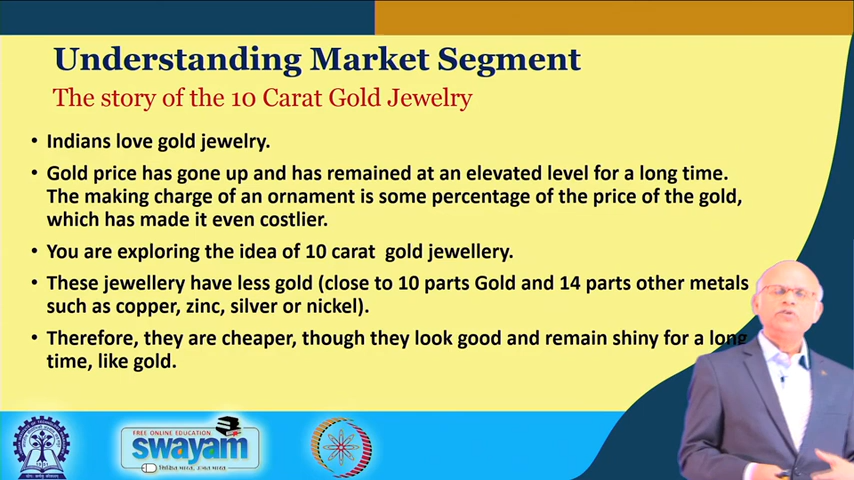 Understanding Market Segment
The story of the 10 Carat Gold Jewelry
• Indians love gold jewelry.
• Gold price has gone up and has remained at an elevated level for a long time.
The making charge of an ornament is some percentage of the price of the gold,
which has made it even costlier.
• You are exploring the idea of 10 carat gold jewellery.
• These jewellery have less gold (close to 10 parts Gold and 14 parts other metals
such as copper, zinc, silver or nickel).
• Therefore, they are cheaper, though they look good and remain shiny for a long
time, like gold.
FREE ONLINE EDUCATION
swayam
शिक्षित भारत, उन्नत भारत